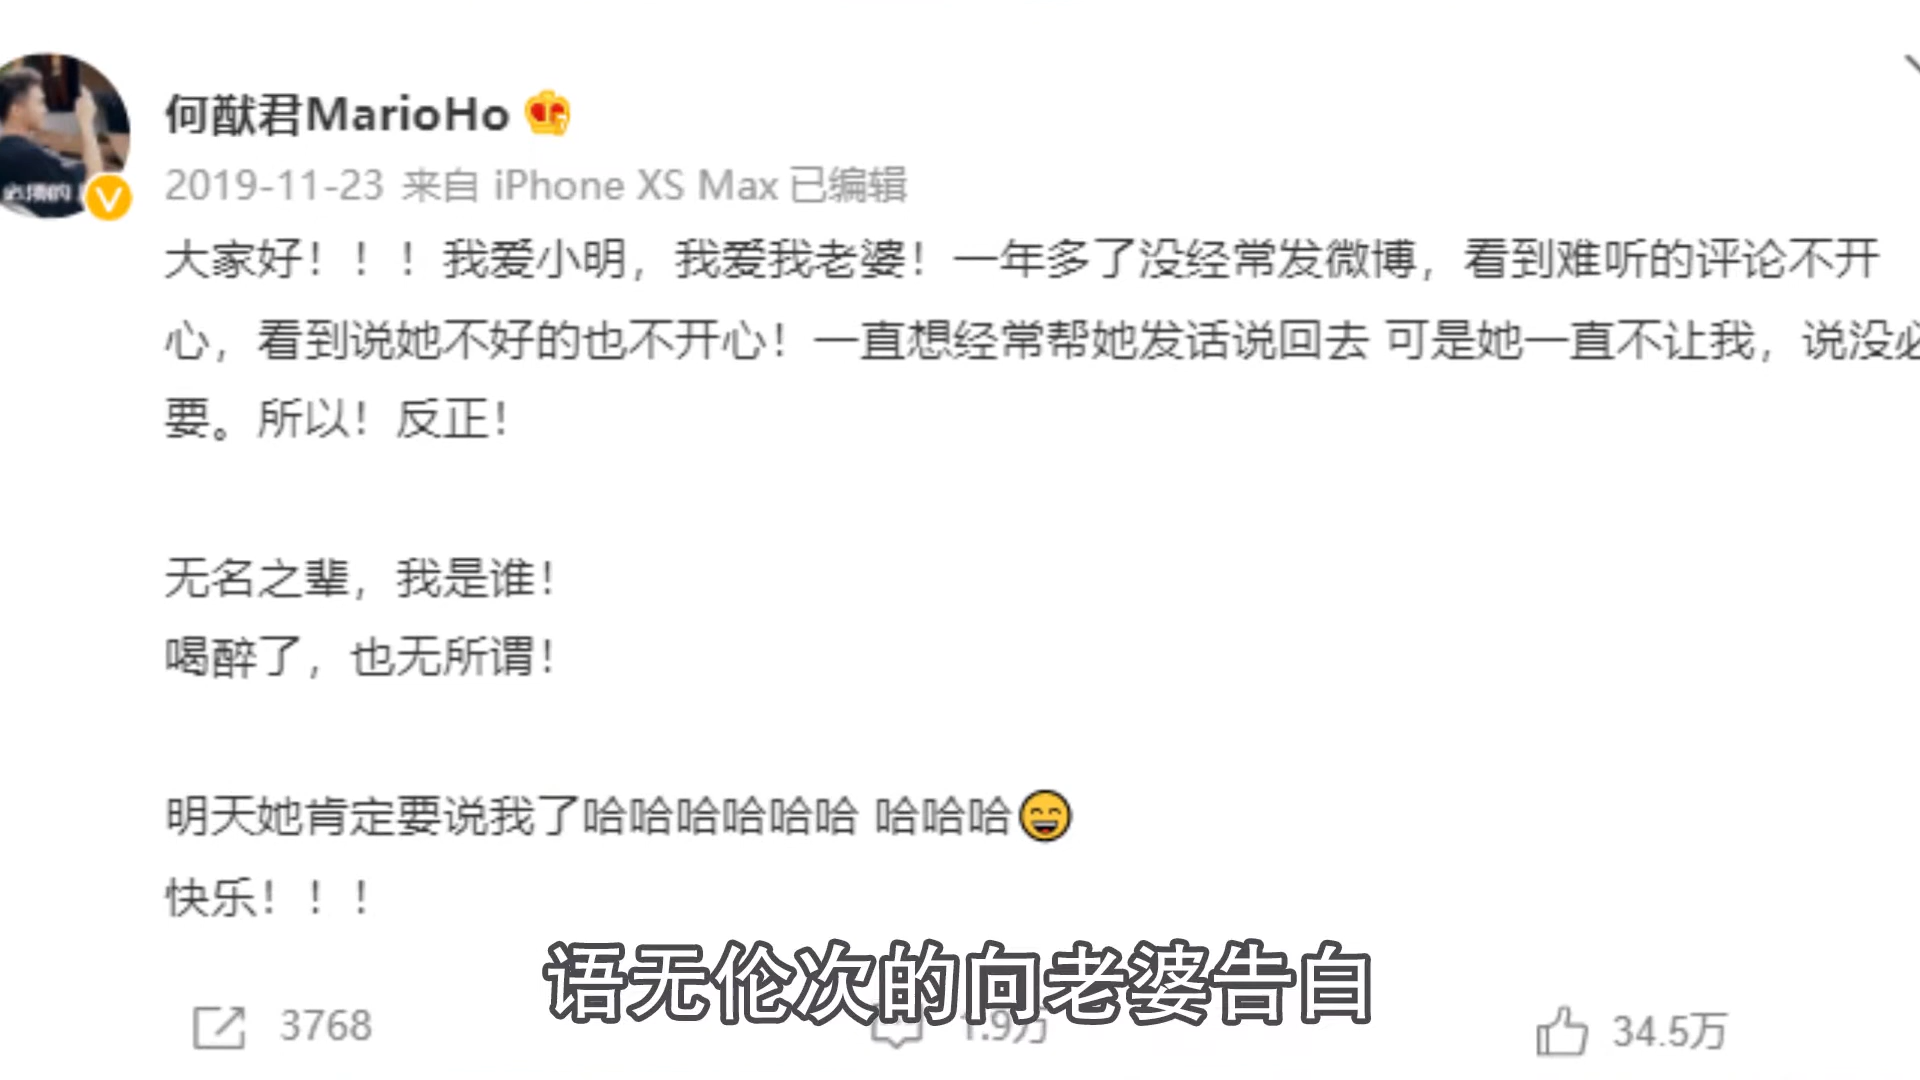 何猷君MarioHo
2019-11-23 来自 iPhone XS Max 已编辑
大家好！！！我爱小明，我爱我老婆！一年多了没经常发微博，看到难听的评论不开
心，看到说她不好的也不开心！一直想经常帮她发话说回去 可是她一直不让我，说没必
要。所以！反正！
无名之辈，我是谁！
喝醉了，也无所谓！
明天她肯定要说我了哈哈哈哈哈哈 哈哈哈😄
快乐！！！
语无伦次的向老婆告白
3768
1.9万
34.5万